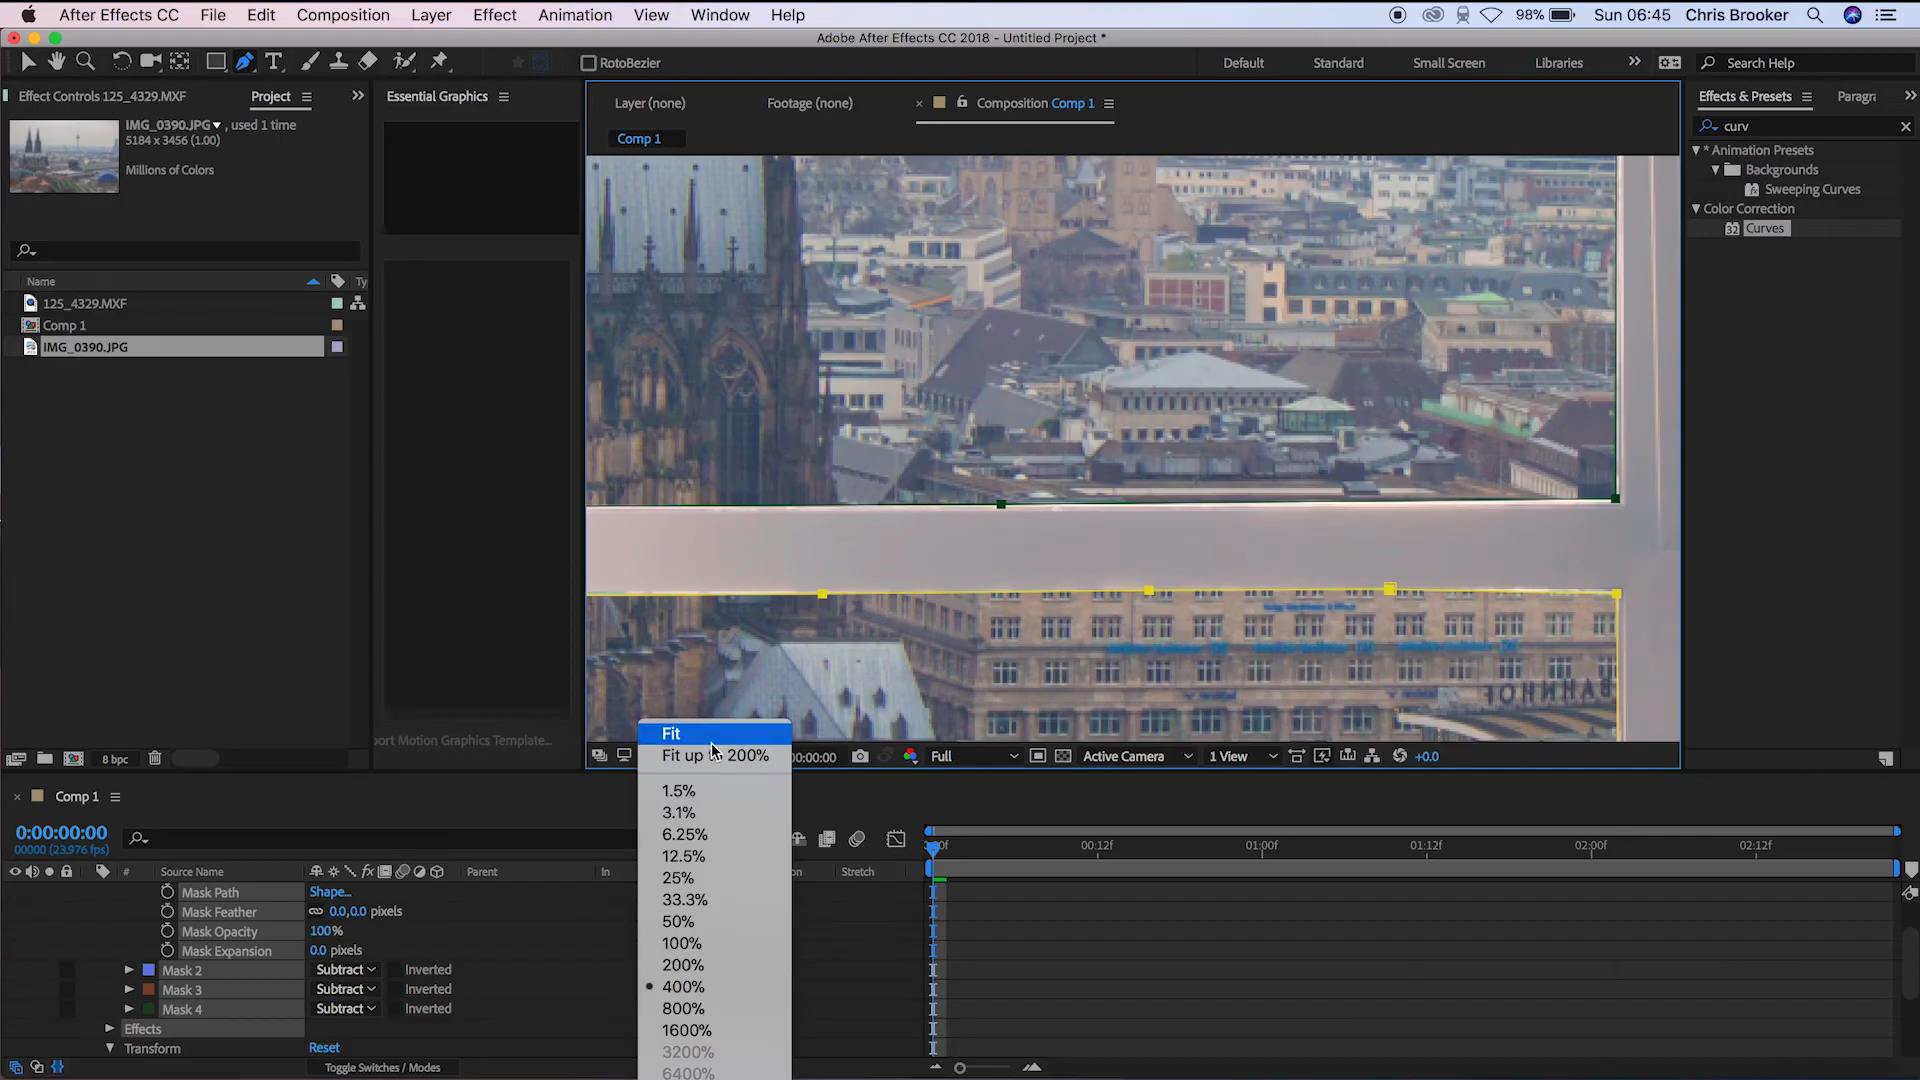 After Effects CC File Edit Composition Layer Effect Animation View Window Help 98% Sun 06:45 Chris Brooker
Adobe After Effects CC 2018 - Untitled Project *
RotoBezier Default Standard Small Screen Libraries Search Help
Effect Controls 125_4329.MXF Project Essential Graphics Layer (none) Footage (none) Composition Comp 1 Effects & Presets Paragra
IMG_0390.JPG , used 1 time
5184 x 3456 (1.00)
Millions of Colors
Comp 1
curv
* Animation Presets
Backgrounds
Sweeping Curves
Color Correction
32 Curves
Name Ty
125_4329.MXF
Comp 1
IMG_0390.JPG
BAHNHOF
ort Motion Graphics Template...
8 bpc
00:00:00 Full Active Camera 1 View +0.0
Fit
Fit up 200%
1.5%
3.1%
6.25%
12.5%
25%
33.3%
50%
100%
200%
400%
800%
1600%
3200%
6400%
Comp 1
0:00:00:00
00000 (23.976 fps)
00f 00:12f 01:00f 01:12f 02:00f 02:12f
# Source Name fx Parent In on Stretch
Mask Path Shape...
Mask Feather 0.0,0.0 pixels
Mask Opacity 100%
Mask Expansion 0.0 pixels
Mask 2 Subtract Inverted
Mask 3 Subtract Inverted
Mask 4 Subtract Inverted
Effects
Transform Reset
Toggle Switches / Modes